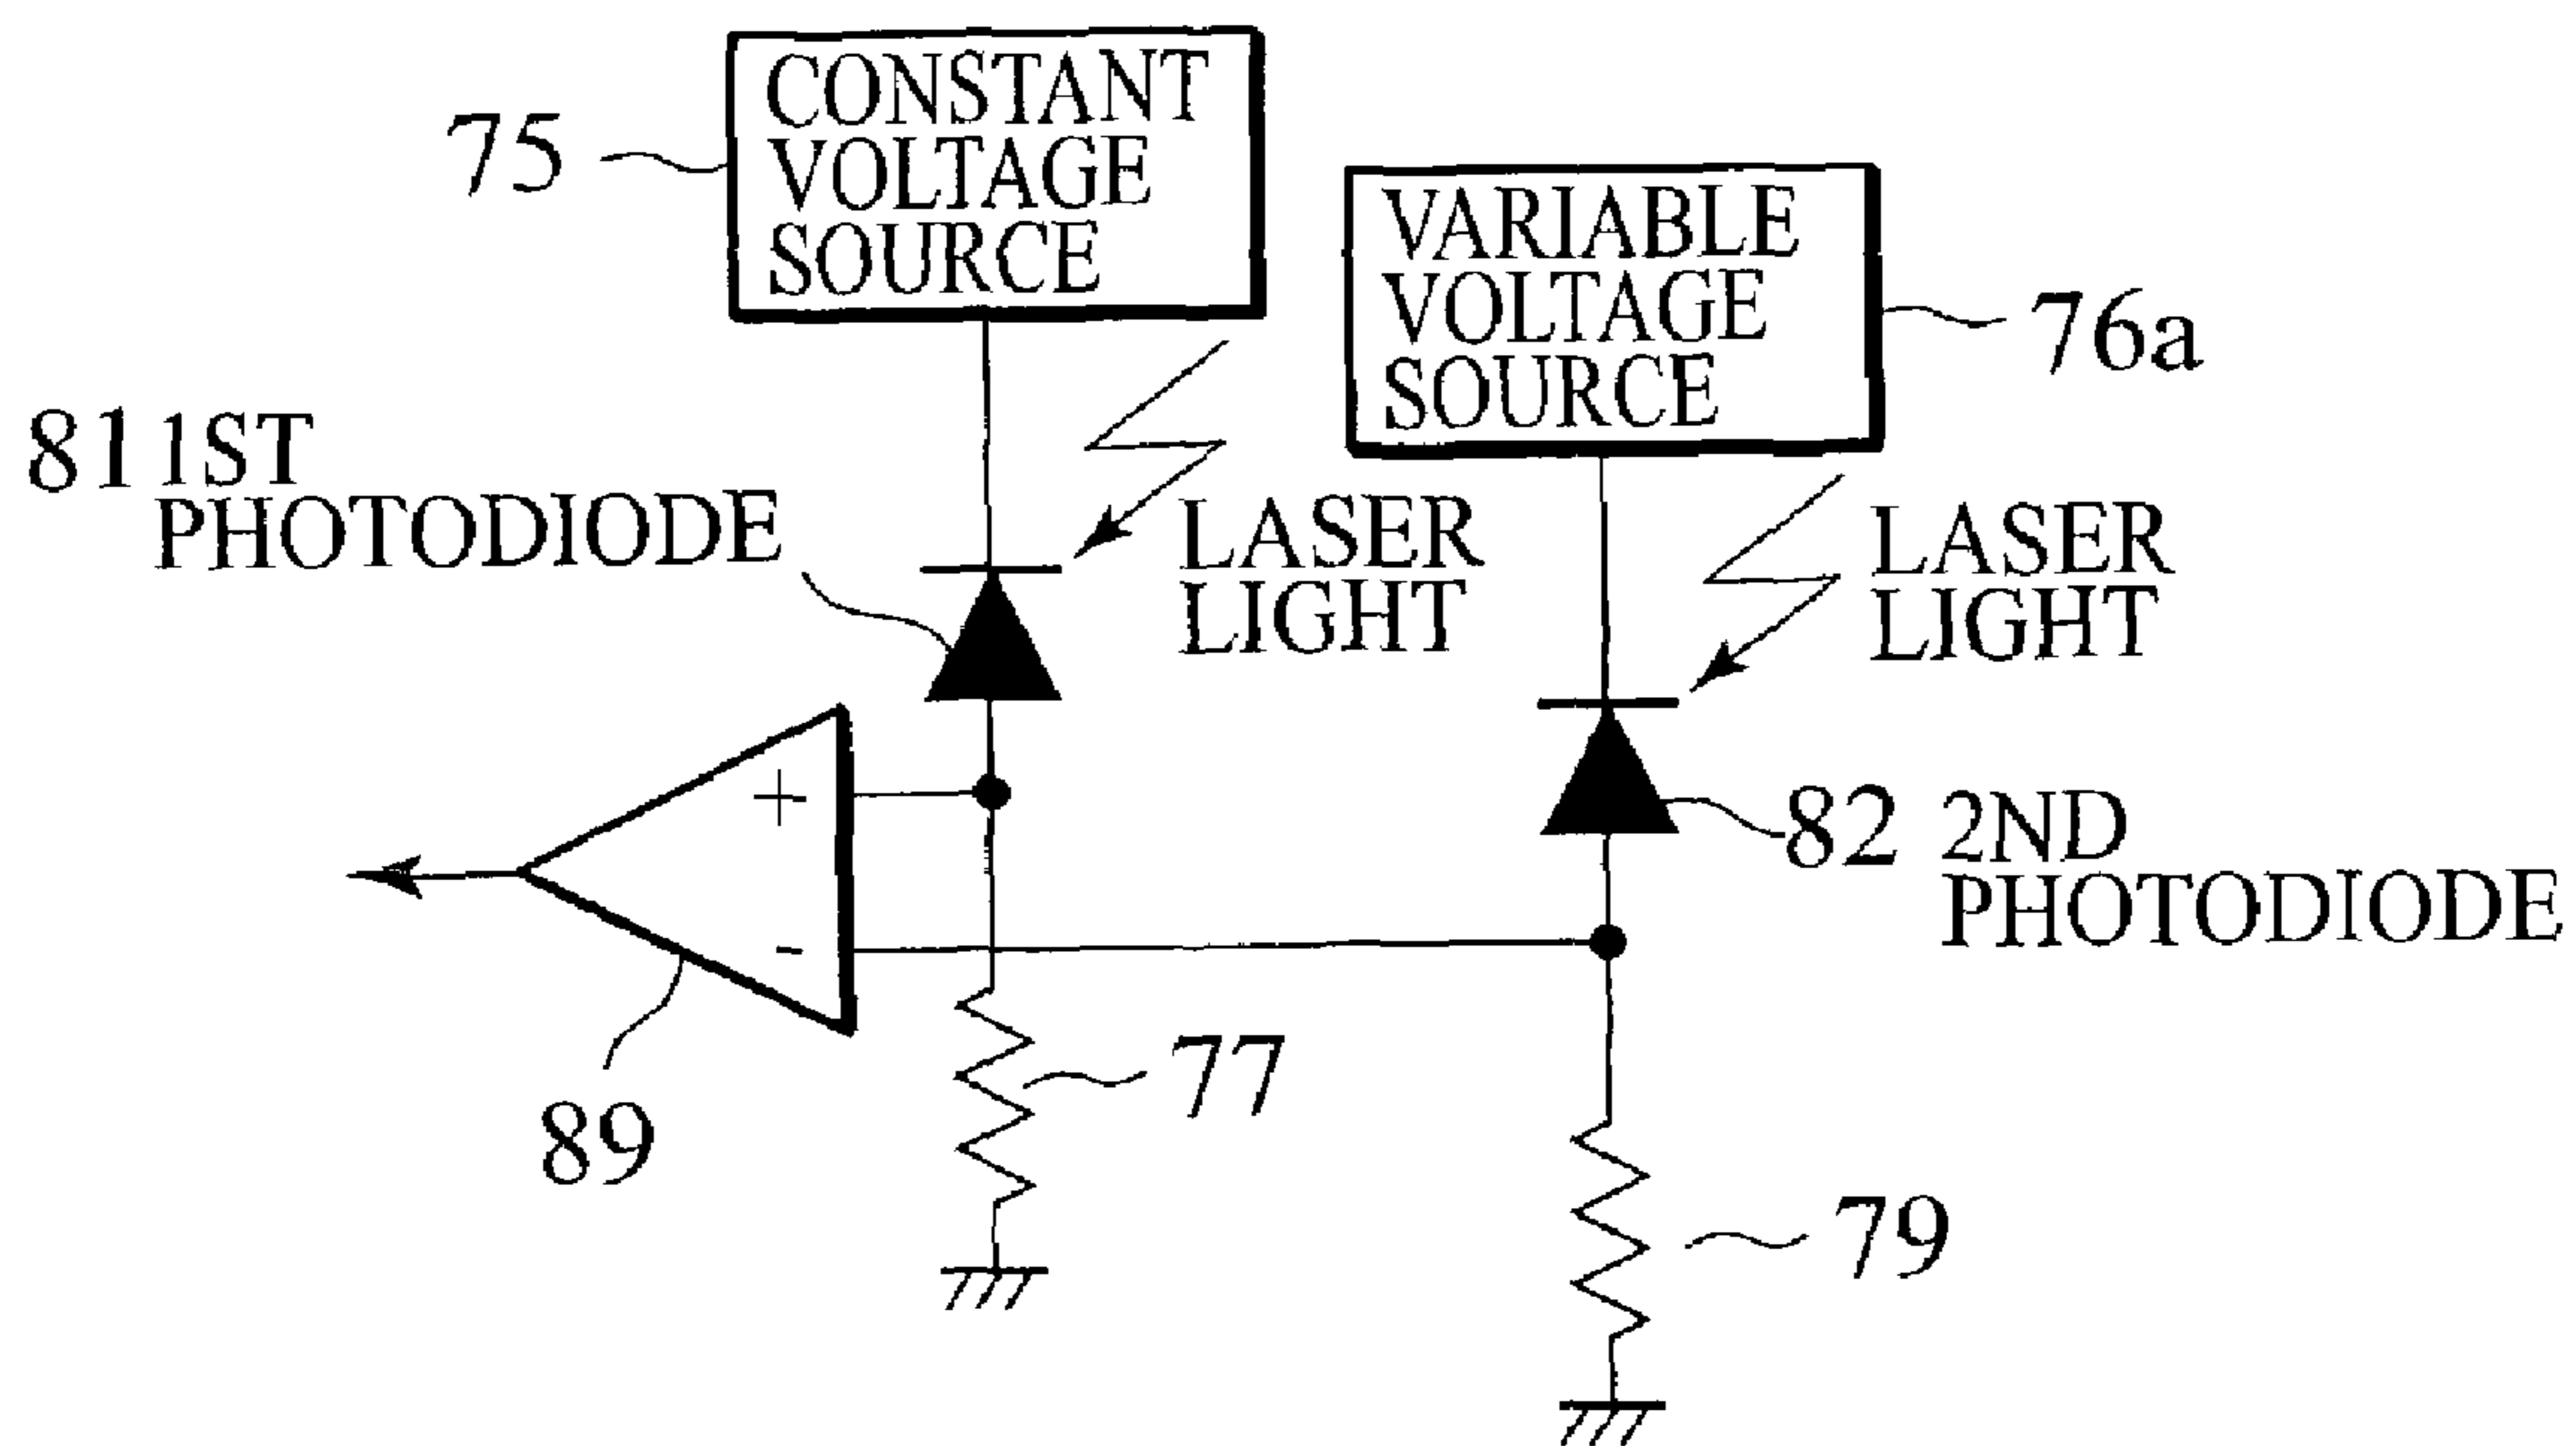 CONSTANT
VOLTAGE
SOURCE
75
VARIABLE
VOLTAGE
SOURCE
76a
81 1ST
PHOTODIODE
LASER
LIGHT
LASER
LIGHT
+
-
82 2ND
PHOTODIODE
77
89
79